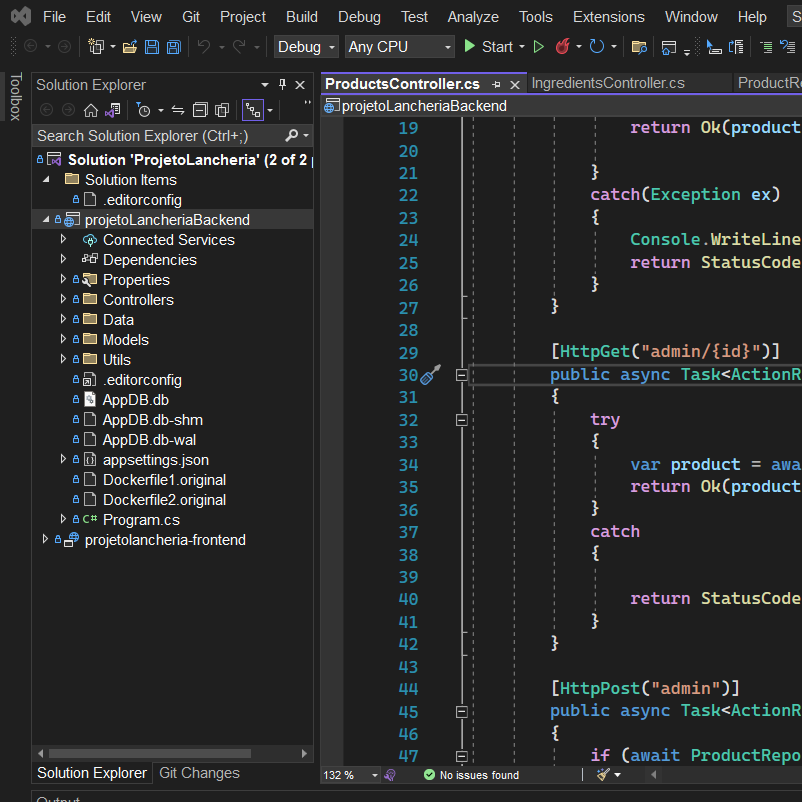 File Edit View Git Project Build Debug Test Analyze Tools Extensions Window Help S
Debug Any CPU Start
Toolbox
Solution Explorer
Search Solution Explorer (Ctrl+;)
Solution 'ProjetoLancheria' (2 of 2 p
Solution Items
.editorconfig
projetoLancheriaBackend
Connected Services
Dependencies
Properties
Controllers
Data
Models
Utils
.editorconfig
AppDB.db
AppDB.db-shm
AppDB.db-wal
appsettings.json
Dockerfile1.original
Dockerfile2.original
C# Program.cs
projetolancheria-frontend
Solution Explorer Git Changes
Output
ProductsController.cs IngredientsController.cs ProductRe
projetoLancheriaBackend
19 return Ok(product
20
21 }
22 catch(Exception ex)
23 {
24 Console.WriteLine
25 return StatusCode
26 }
27 }
28
29 [HttpGet("admin/{id}")]
30 public async Task<ActionR
31 {
32 try
33 {
34 var product = awa
35 return Ok(product
36 }
37 catch
38 {
39
40 return StatusCode
41 }
42 }
43
44 [HttpPost("admin")]
45 public async Task<ActionR
46 {
47 if (await ProductRepo
132 % No issues found